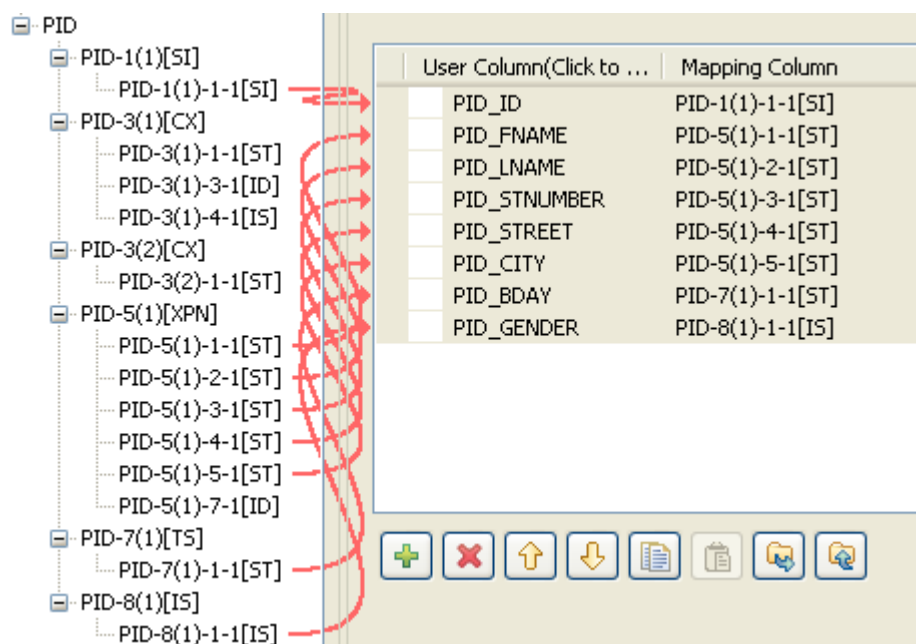 PID
PID-1(1)[SI]
PID-1(1)-1-1[SI]
PID-3(1)[CX]
PID-3(1)-1-1[ST]
PID-3(1)-3-1[ID]
PID-3(1)-4-1[IS]
PID-3(2)[CX]
PID-3(2)-1-1[ST]
PID-5(1)[XPN]
PID-5(1)-1-1[ST]
PID-5(1)-2-1[ST]
PID-5(1)-3-1[ST]
PID-5(1)-4-1[ST]
PID-5(1)-5-1[ST]
PID-5(1)-7-1[ID]
PID-7(1)[TS]
PID-7(1)-1-1[ST]
PID-8(1)[IS]
PID-8(1)-1-1[IS]
User Column(Click to ... Mapping Column
PID_ID PID-1(1)-1-1[SI]
PID_FNAME PID-5(1)-1-1[ST]
PID_LNAME PID-5(1)-2-1[ST]
PID_STNUMBER PID-5(1)-3-1[ST]
PID_STREET PID-5(1)-4-1[ST]
PID_CITY PID-5(1)-5-1[ST]
PID_BDAY PID-7(1)-1-1[ST]
PID_GENDER PID-8(1)-1-1[IS]